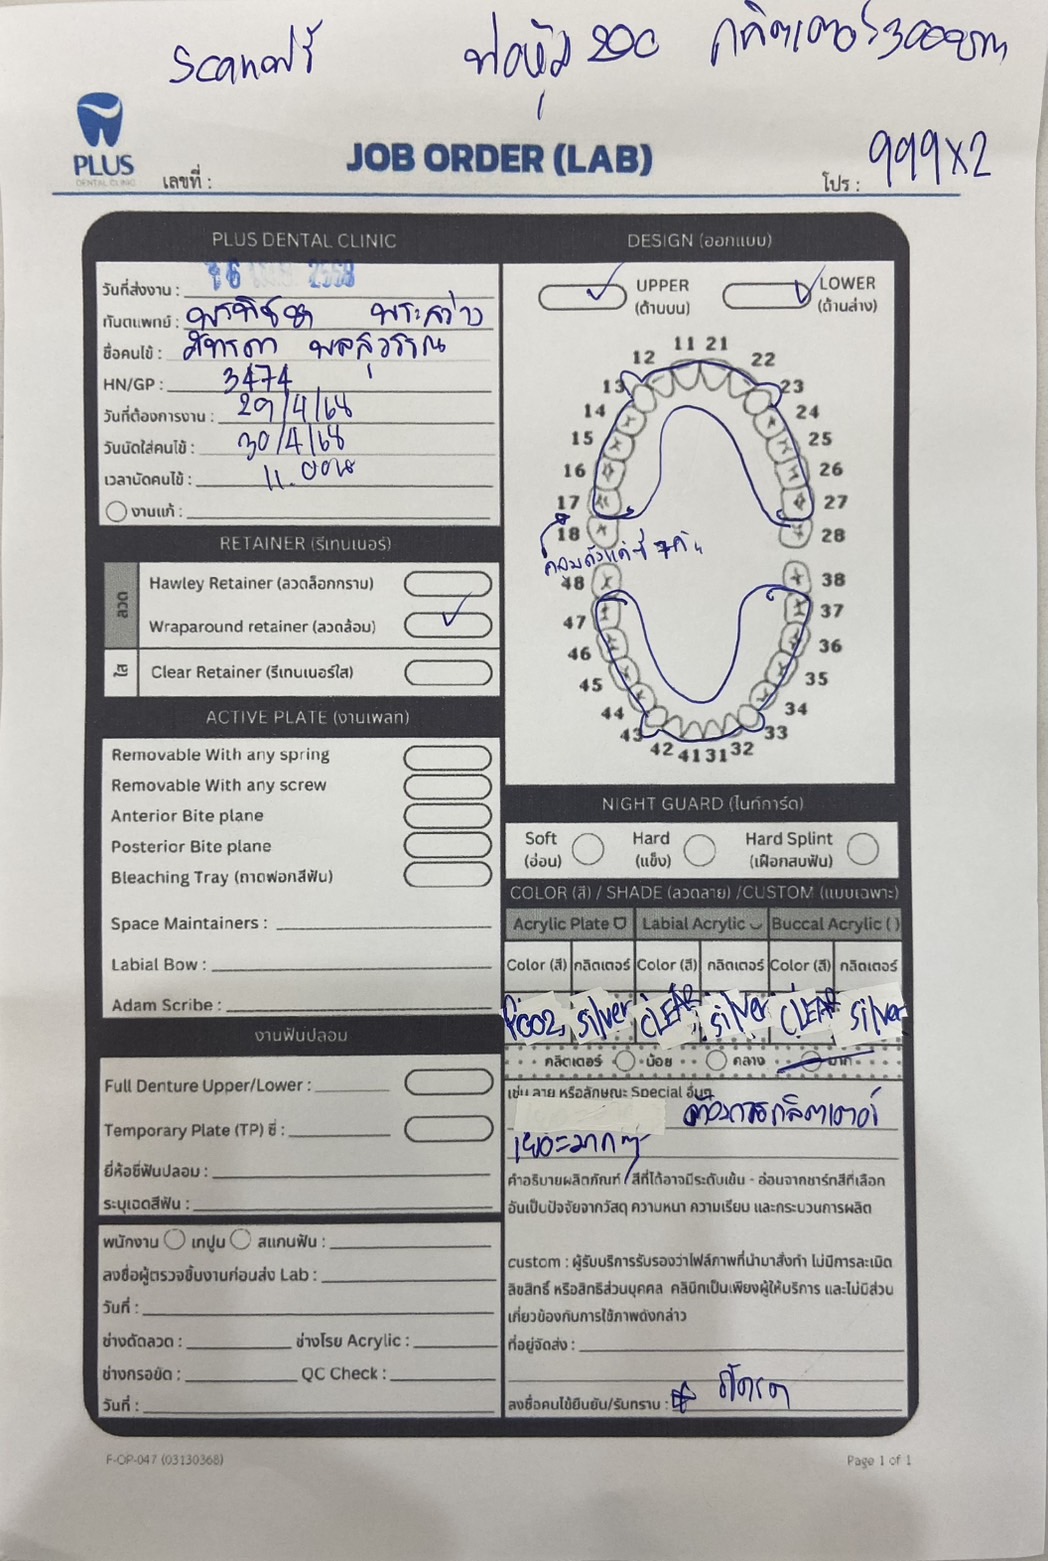 Scanฟรี ท่อหุ้ม 200 กลิตเตอร์300บาท
PLUS
DENTAL CLINIC
JOB ORDER (LAB)
เลขที่ :
โปร : 999x2
PLUS DENTAL CLINIC
วันที่ส่งงาน : 16 2568
ทันตแพทย์ :
ชื่อคนไข้ :
HN/GP : 3474
วันที่ต้องการงาน : 29/4/68
วันนัดใส่คนไข้ : 30/4/68
เวลานัดคนไข้ : 11.00น
งานแก้ :
RETAINER (รีเทนเนอร์)
ลวด
Hawley Retainer (ลวดล็อกกราม)
Wraparound retainer (ลวดล้อม)
ใส
Clear Retainer (รีเทนเนอร์ใส)
ACTIVE PLATE (งานเพลท)
Removable With any spring
Removable With any screw
Anterior Bite plane
Posterior Bite plane
Bleaching Tray (ถาดฟอกสีฟัน)
Space Maintainers :
Labial Bow :
Adam Scribe :
งานฟันปลอม
Full Denture Upper/Lower :
Temporary Plate (TP) ซี่ :
ยี่ห้อซี่ฟันปลอม :
ระบุเฉดสีฟัน :
พนักงาน เทปูน สแกนฟัน :
ลงชื่อผู้ตรวจชิ้นงานก่อนส่ง Lab :
วันที่ :
ช่างดัดลวด : ช่างโรย Acrylic :
ช่างกรอขัด : QC Check :
วันที่ :
DESIGN (ออกแบบ)
UPPER
(ด้านบน)
LOWER
(ด้านล่าง)
11 21
12 22
13 23
14 24
15 25
16 26
17 27
18 28
48 38
47 37
46 36
45 35
44 34
43 33
42 41 31 32
NIGHT GUARD (ไนท์การ์ด)
Soft
(อ่อน)
Hard
(แข็ง)
Hard Splint
(เฝือกสบฟัน)
COLOR (สี) / SHADE (ลวดลาย) /CUSTOM (แบบเฉพาะ)
Acrylic Plate Labial Acrylic Buccal Acrylic ( )
Color (สี) กลิตเตอร์ Color (สี) กลิตเตอร์ Color (สี) กลิตเตอร์
P002 silver CLEAR silver CLEAR silver
กลิตเตอร์ น้อย กลาง มาก
เช่น ลาย หรือลักษณะ Special อื่นๆ
ต้องการกลิตเตอร์
เยอะมากๆ
คำอธิบายผลิตภัณฑ์ สีที่ได้อาจมีระดับเข้ม - อ่อนจากชาร์ทสีที่เลือก
อันเป็นปัจจัยจากวัสดุ ความหนา ความเรียบ และกระบวนการผลิต
custom : ผู้รับบริการรับรองว่าไฟล์ภาพที่นำมาสั่งทำ ไม่มีการละเมิด
ลิขสิทธิ์ หรือสิทธิส่วนบุคคล คลินิกเป็นเพียงผู้ให้บริการ และไม่มีส่วน
เกี่ยวข้องกับการใช้ภาพดังกล่าว
ที่อยู่จัดส่ง :
ลงชื่อคนไข้ยืนยัน/รับทราบ :
F-OP-047 (03130368)
Page 1 of 1